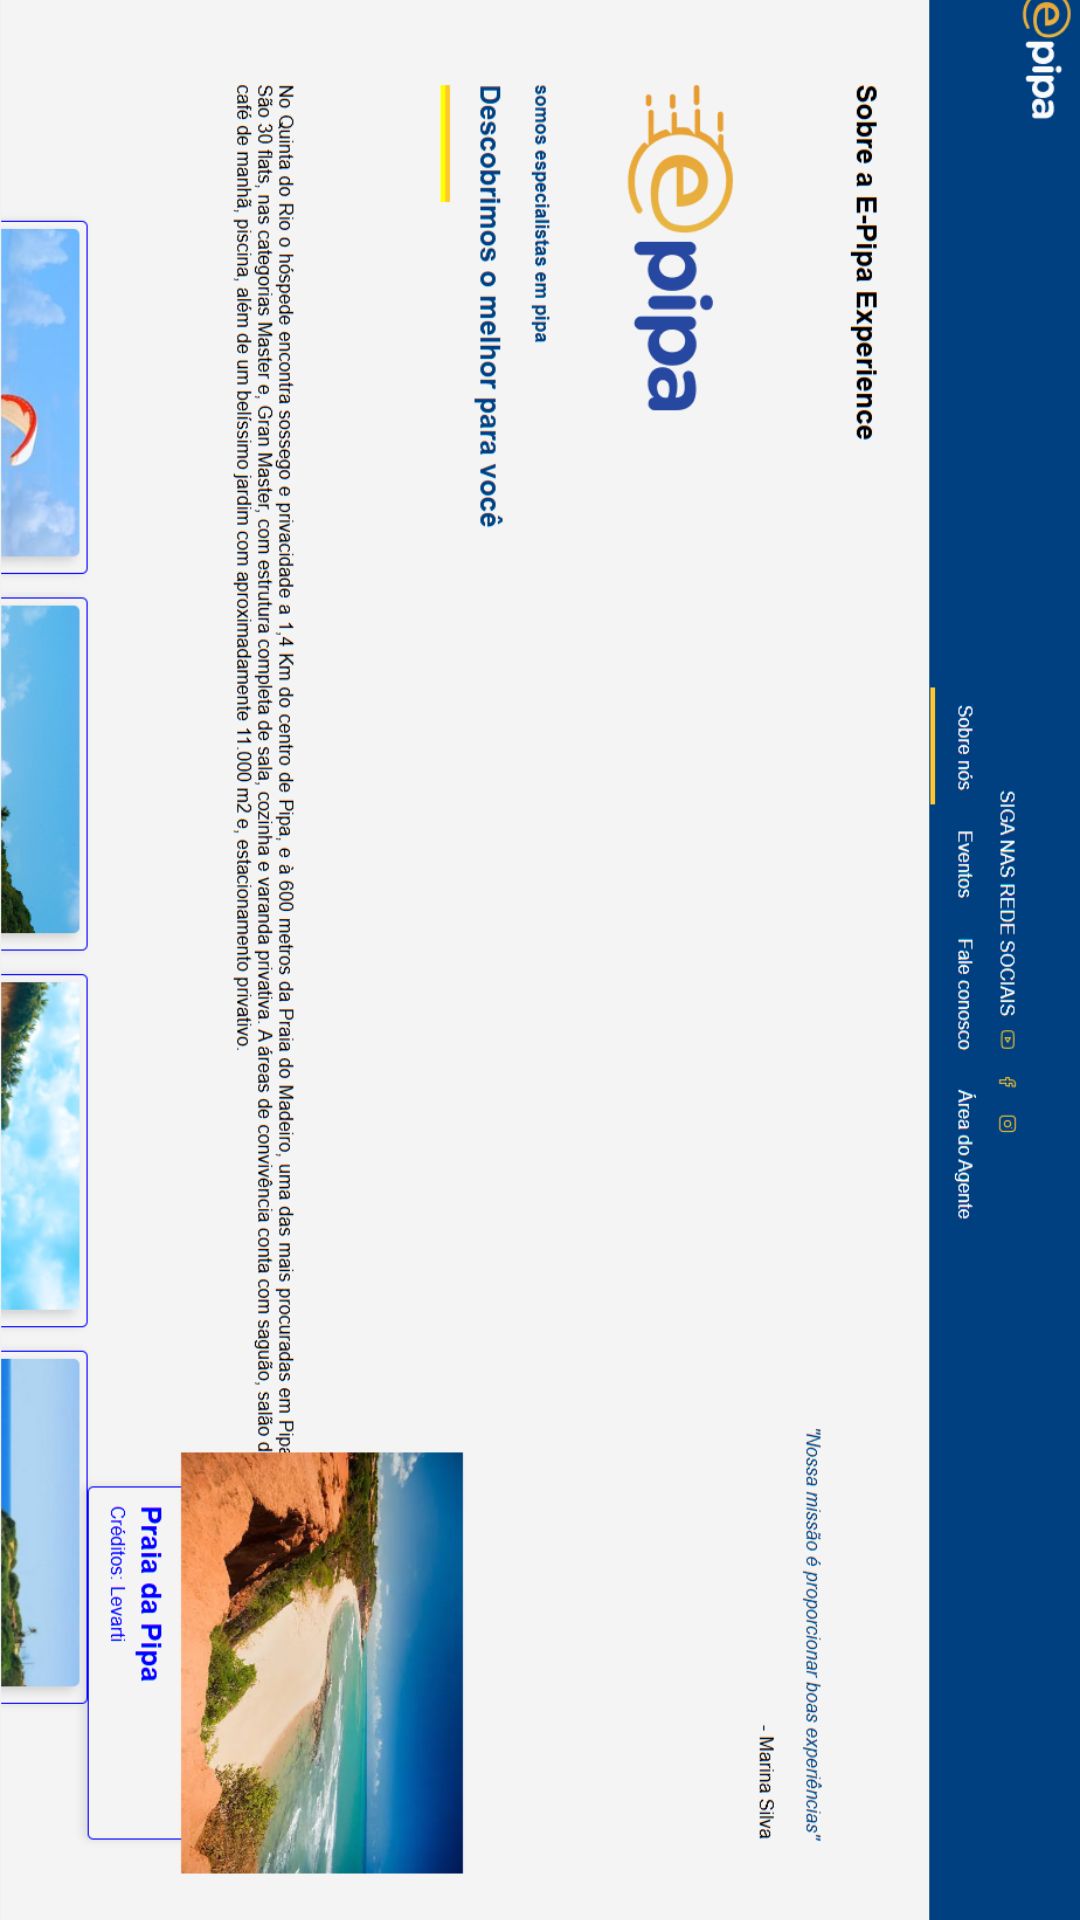 epipa
SIGA NAS REDE SOCIAIS
Sobre nós Eventos Fale conosco Área do Agente
Sobre a E-Pipa Experience
"Nossa missão é proporcionar boas experiências"
- Marina Silva
epipa
somos especialistas em pipa
Descobrimos o melhor para você
No Quinta do Rio o hóspede encontra sossego e privacidade a 1,4 Km do centro de Pipa, e à 600 metros da Praia do Madeiro, uma das mais procuradas em Pipa
São 30 flats, nas categorias Master e, Gran Master, com estrutura completa de sala, cozinha e varanda privativa. A áreas de convivência conta com saguão, salão d
café de manhã, piscina, além de um belíssimo jardim com aproximadamente 11.000 m2 e, estacionamento privativo.
Praia da Pipa
Créditos: Levarti